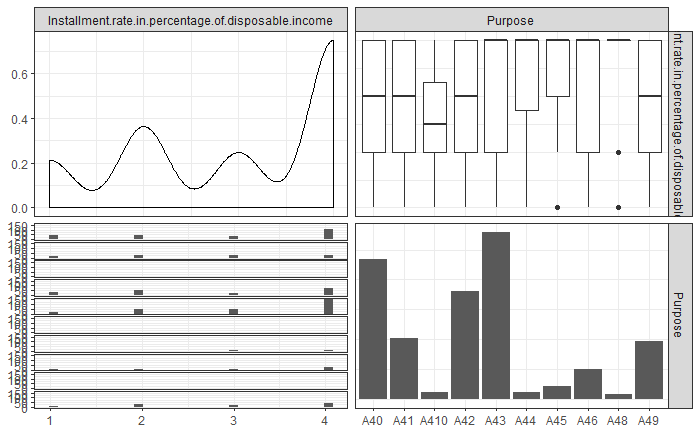 Installment.rate.in.percentage.of.disposable.income Purpose
0.6
0.4
0.2
0.0
nt.rate.in.percentage.of.disposable
Purpose
1 2 3 4
A40 A41 A410 A42 A43 A44 A45 A46 A48 A49